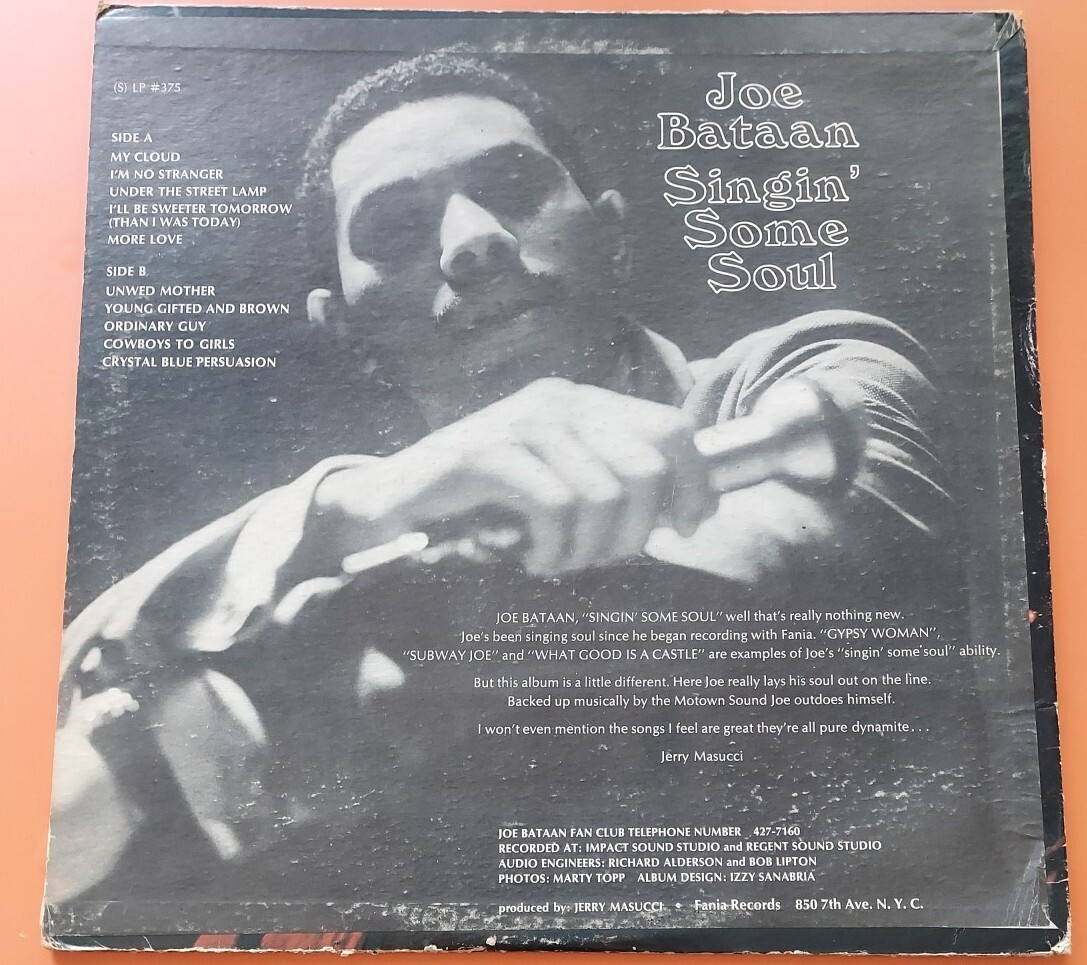 (S) LP #375
SIDE A
MY CLOUD
I'M NO STRANGER
UNDER THE STREET LAMP
I'LL BE SWEETER TOMORROW
(THAN I WAS TODAY)
MORE LOVE
SIDE B
UNWED MOTHER
YOUNG GIFTED AND BROWN
ORDINARY GUY
COWBOYS TO GIRLS
CRYSTAL BLUE PERSUASION
Joe
Bataan
Singin'
Some
Soul
JOE BATAAN, "SINGIN' SOME SOUL" well that's really nothing new.
Joe's been singing soul since he began recording with Fania. "GYPSY WOMAN",
"SUBWAY JOE" and "WHAT GOOD IS A CASTLE" are examples of Joe's "singin' some soul" ability.
But this album is a little different. Here Joe really lays his soul out on the line.
Backed up musically by the Motown Sound Joe outdoes himself.
I won't even mention the songs I feel are great they're all pure dynamite . . .
Jerry Masucci
JOE BATAAN FAN CLUB TELEPHONE NUMBER 427-7160
RECORDED AT: IMPACT SOUND STUDIO and REGENT SOUND STUDIO
AUDIO ENGINEERS: RICHARD ALDERSON and BOB LIPTON
PHOTOS: MARTY TOPP ALBUM DESIGN: IZZY SANABRIA
produced by: JERRY MASUCCI • Fania Records 850 7th Ave. N. Y. C.